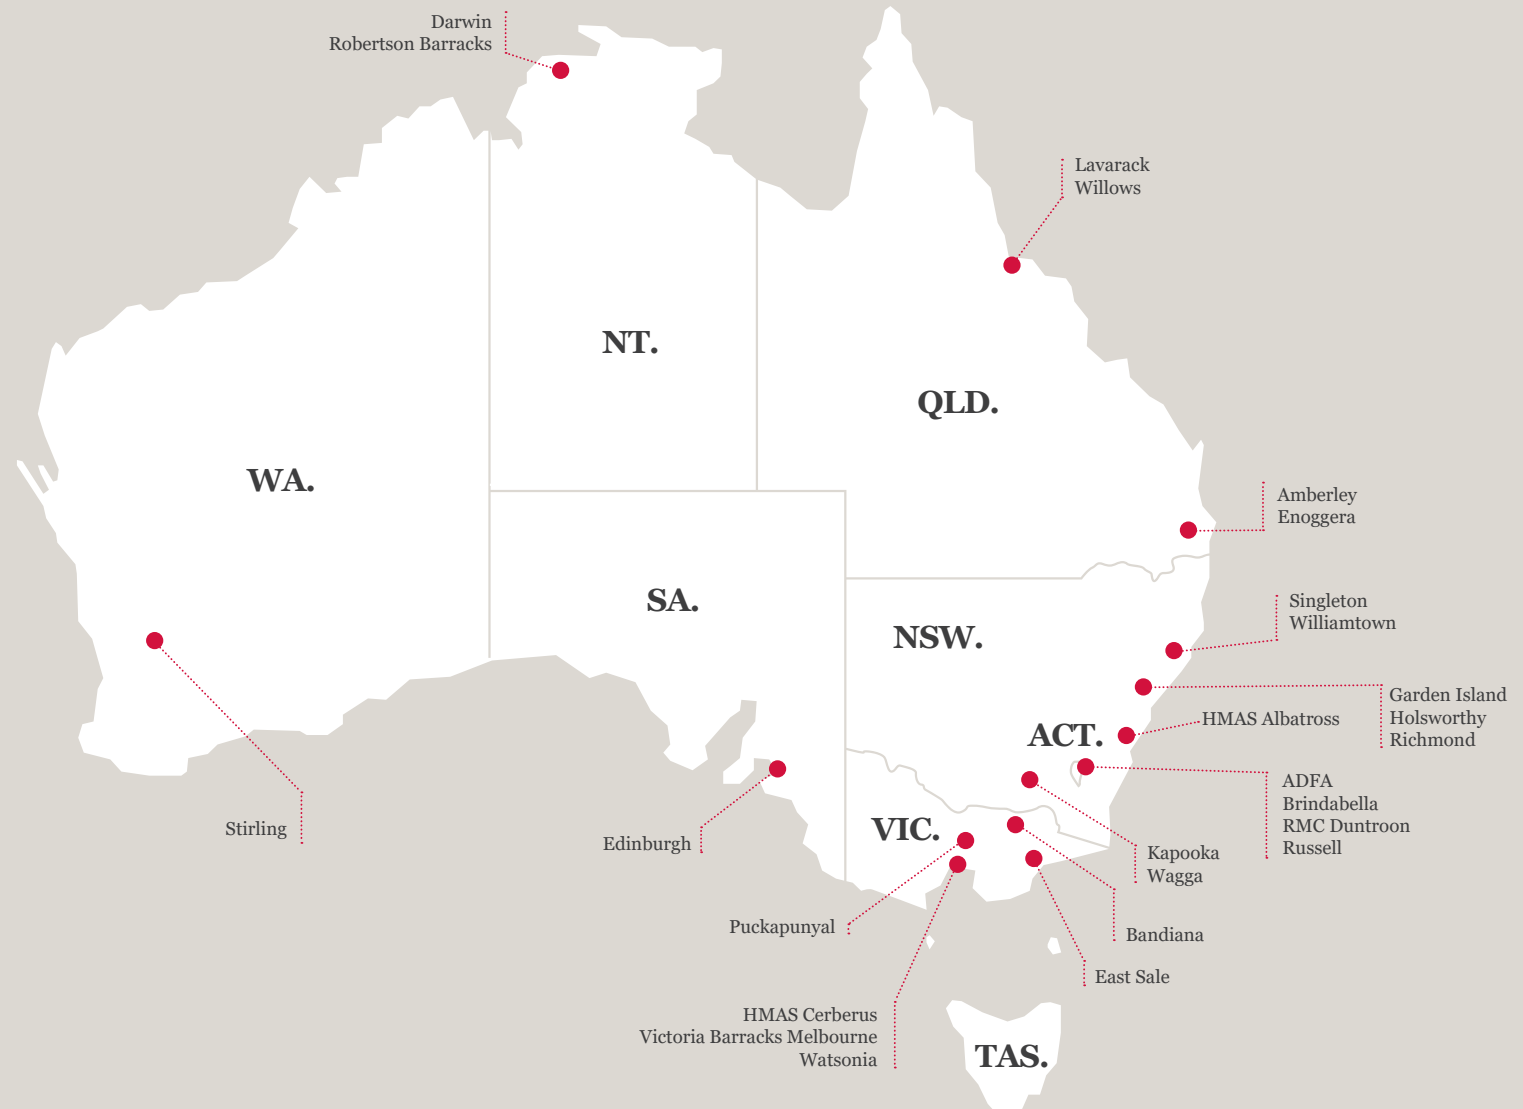 Darwin
Robertson Barracks
Lavarack
Willows
NT.
QLD.
WA.
Amberley
Enoggera
SA.
Singleton
Williamtown
NSW.
Garden Island
Holsworthy
Richmond
HMAS Albatross
ACT.
ADFA
Brindabella
RMC Duntroon
Russell
Stirling
Edinburgh
VIC.
Kapooka
Wagga
Puckapunyal
Bandiana
East Sale
HMAS Cerberus
Victoria Barracks Melbourne
Watsonia
TAS.